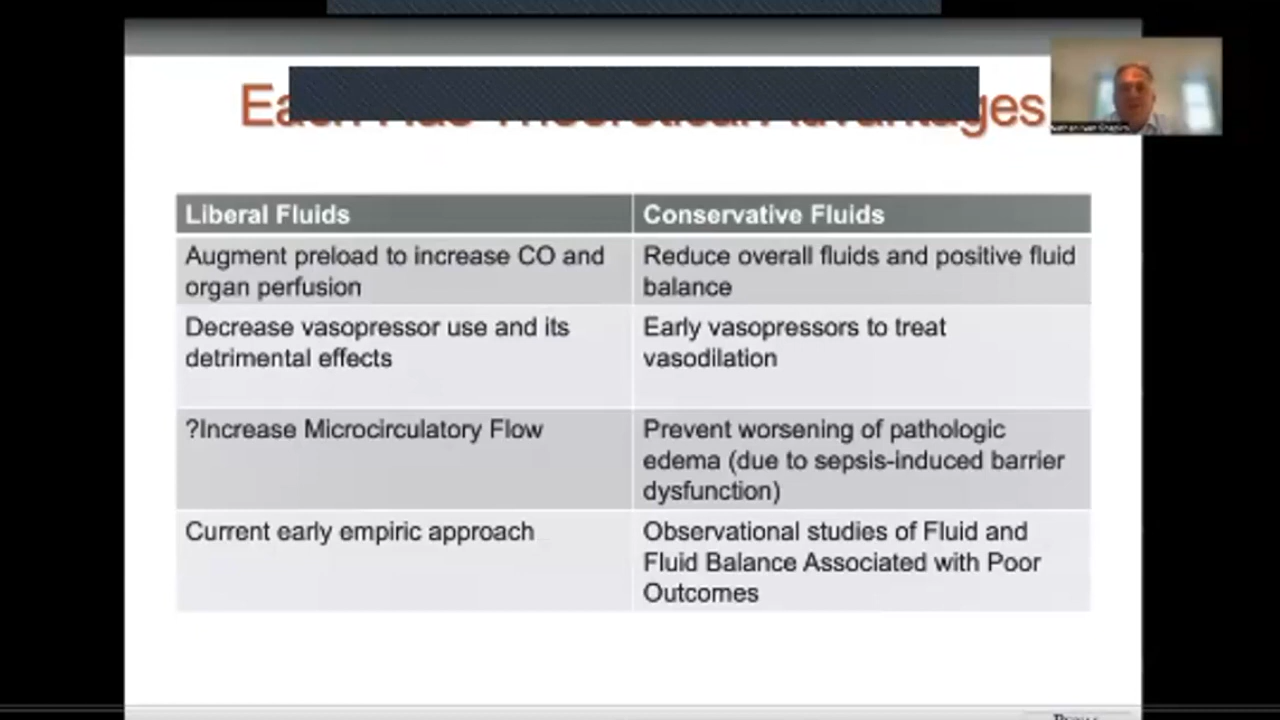 Each Has Theoretical Advantages
Liberal Fluids
Conservative Fluids
Augment preload to increase CO and
organ perfusion
Reduce overall fluids and positive fluid
balance
Decrease vasopressor use and its
detrimental effects
Early vasopressors to treat
vasodilation
?Increase Microcirculatory Flow
Prevent worsening of pathologic
edema (due to sepsis-induced barrier
dysfunction)
Current early empiric approach
Observational studies of Fluid and
Fluid Balance Associated with Poor
Outcomes